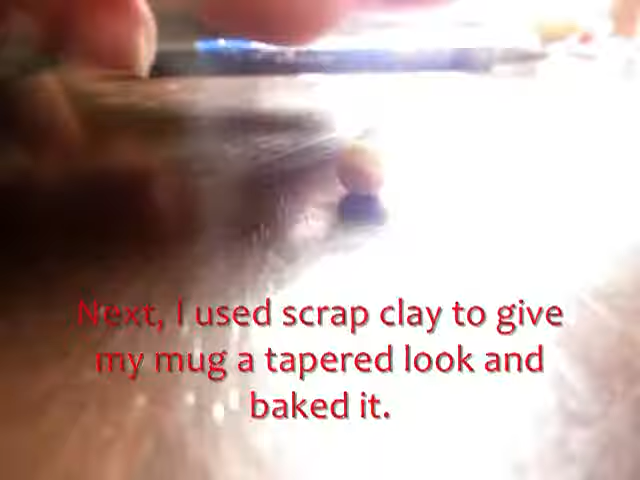 Next, I used scrap clay to give
my mug a tapered look and
baked it.